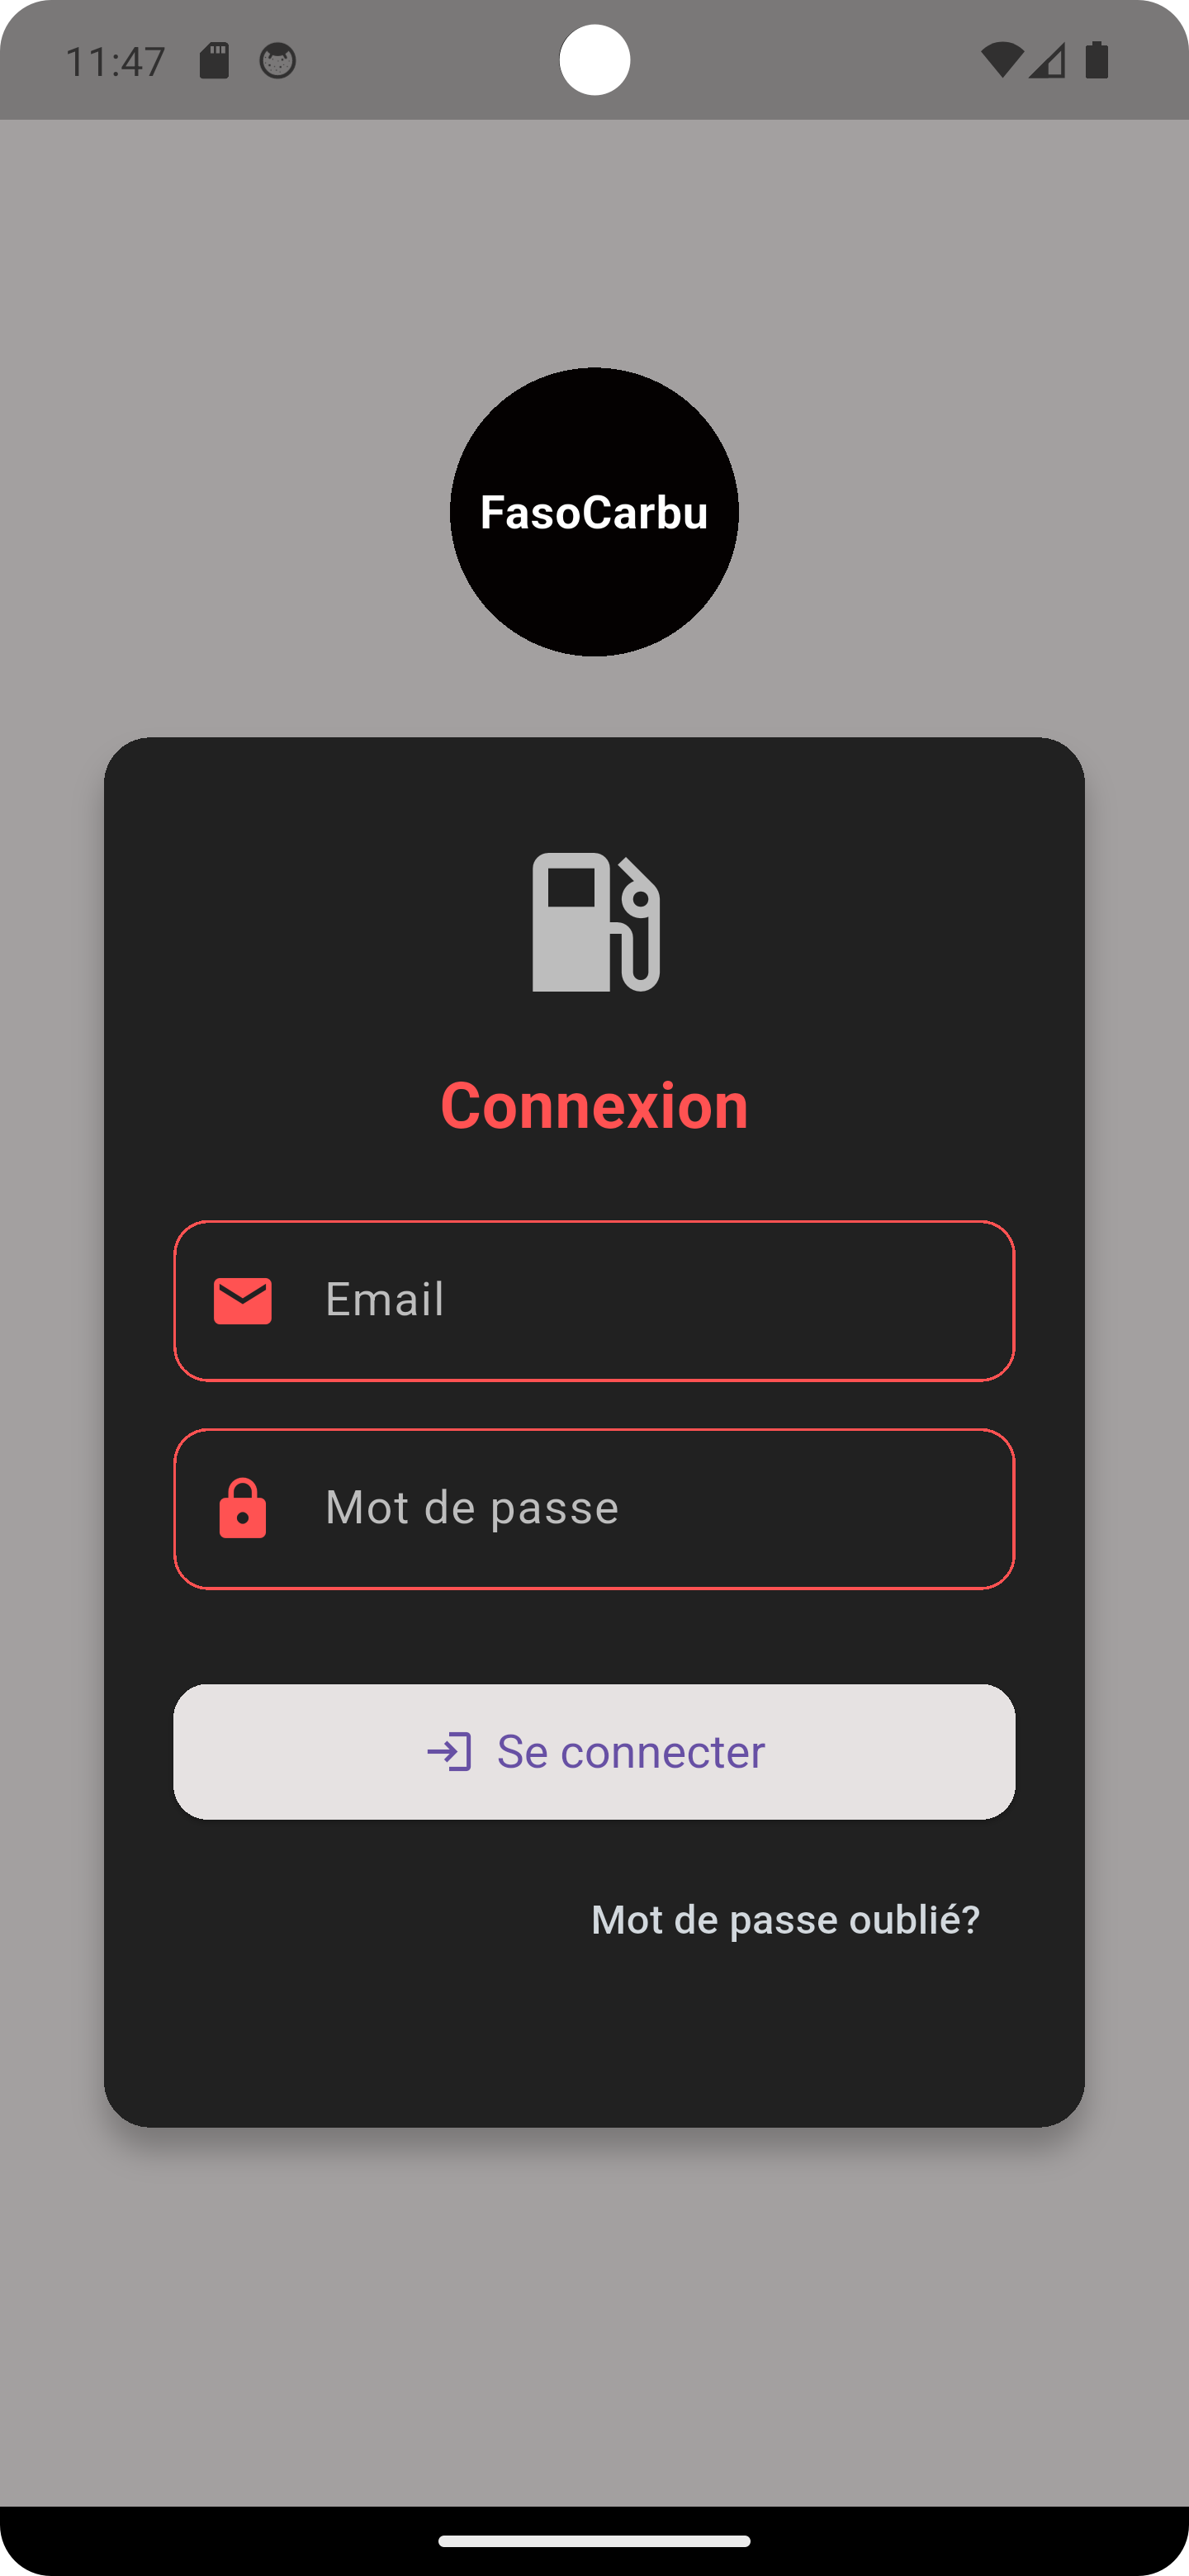 11:47
FasoCarbu
Connexion
Email
Mot de passe
Se connecter
Mot de passe oublié?